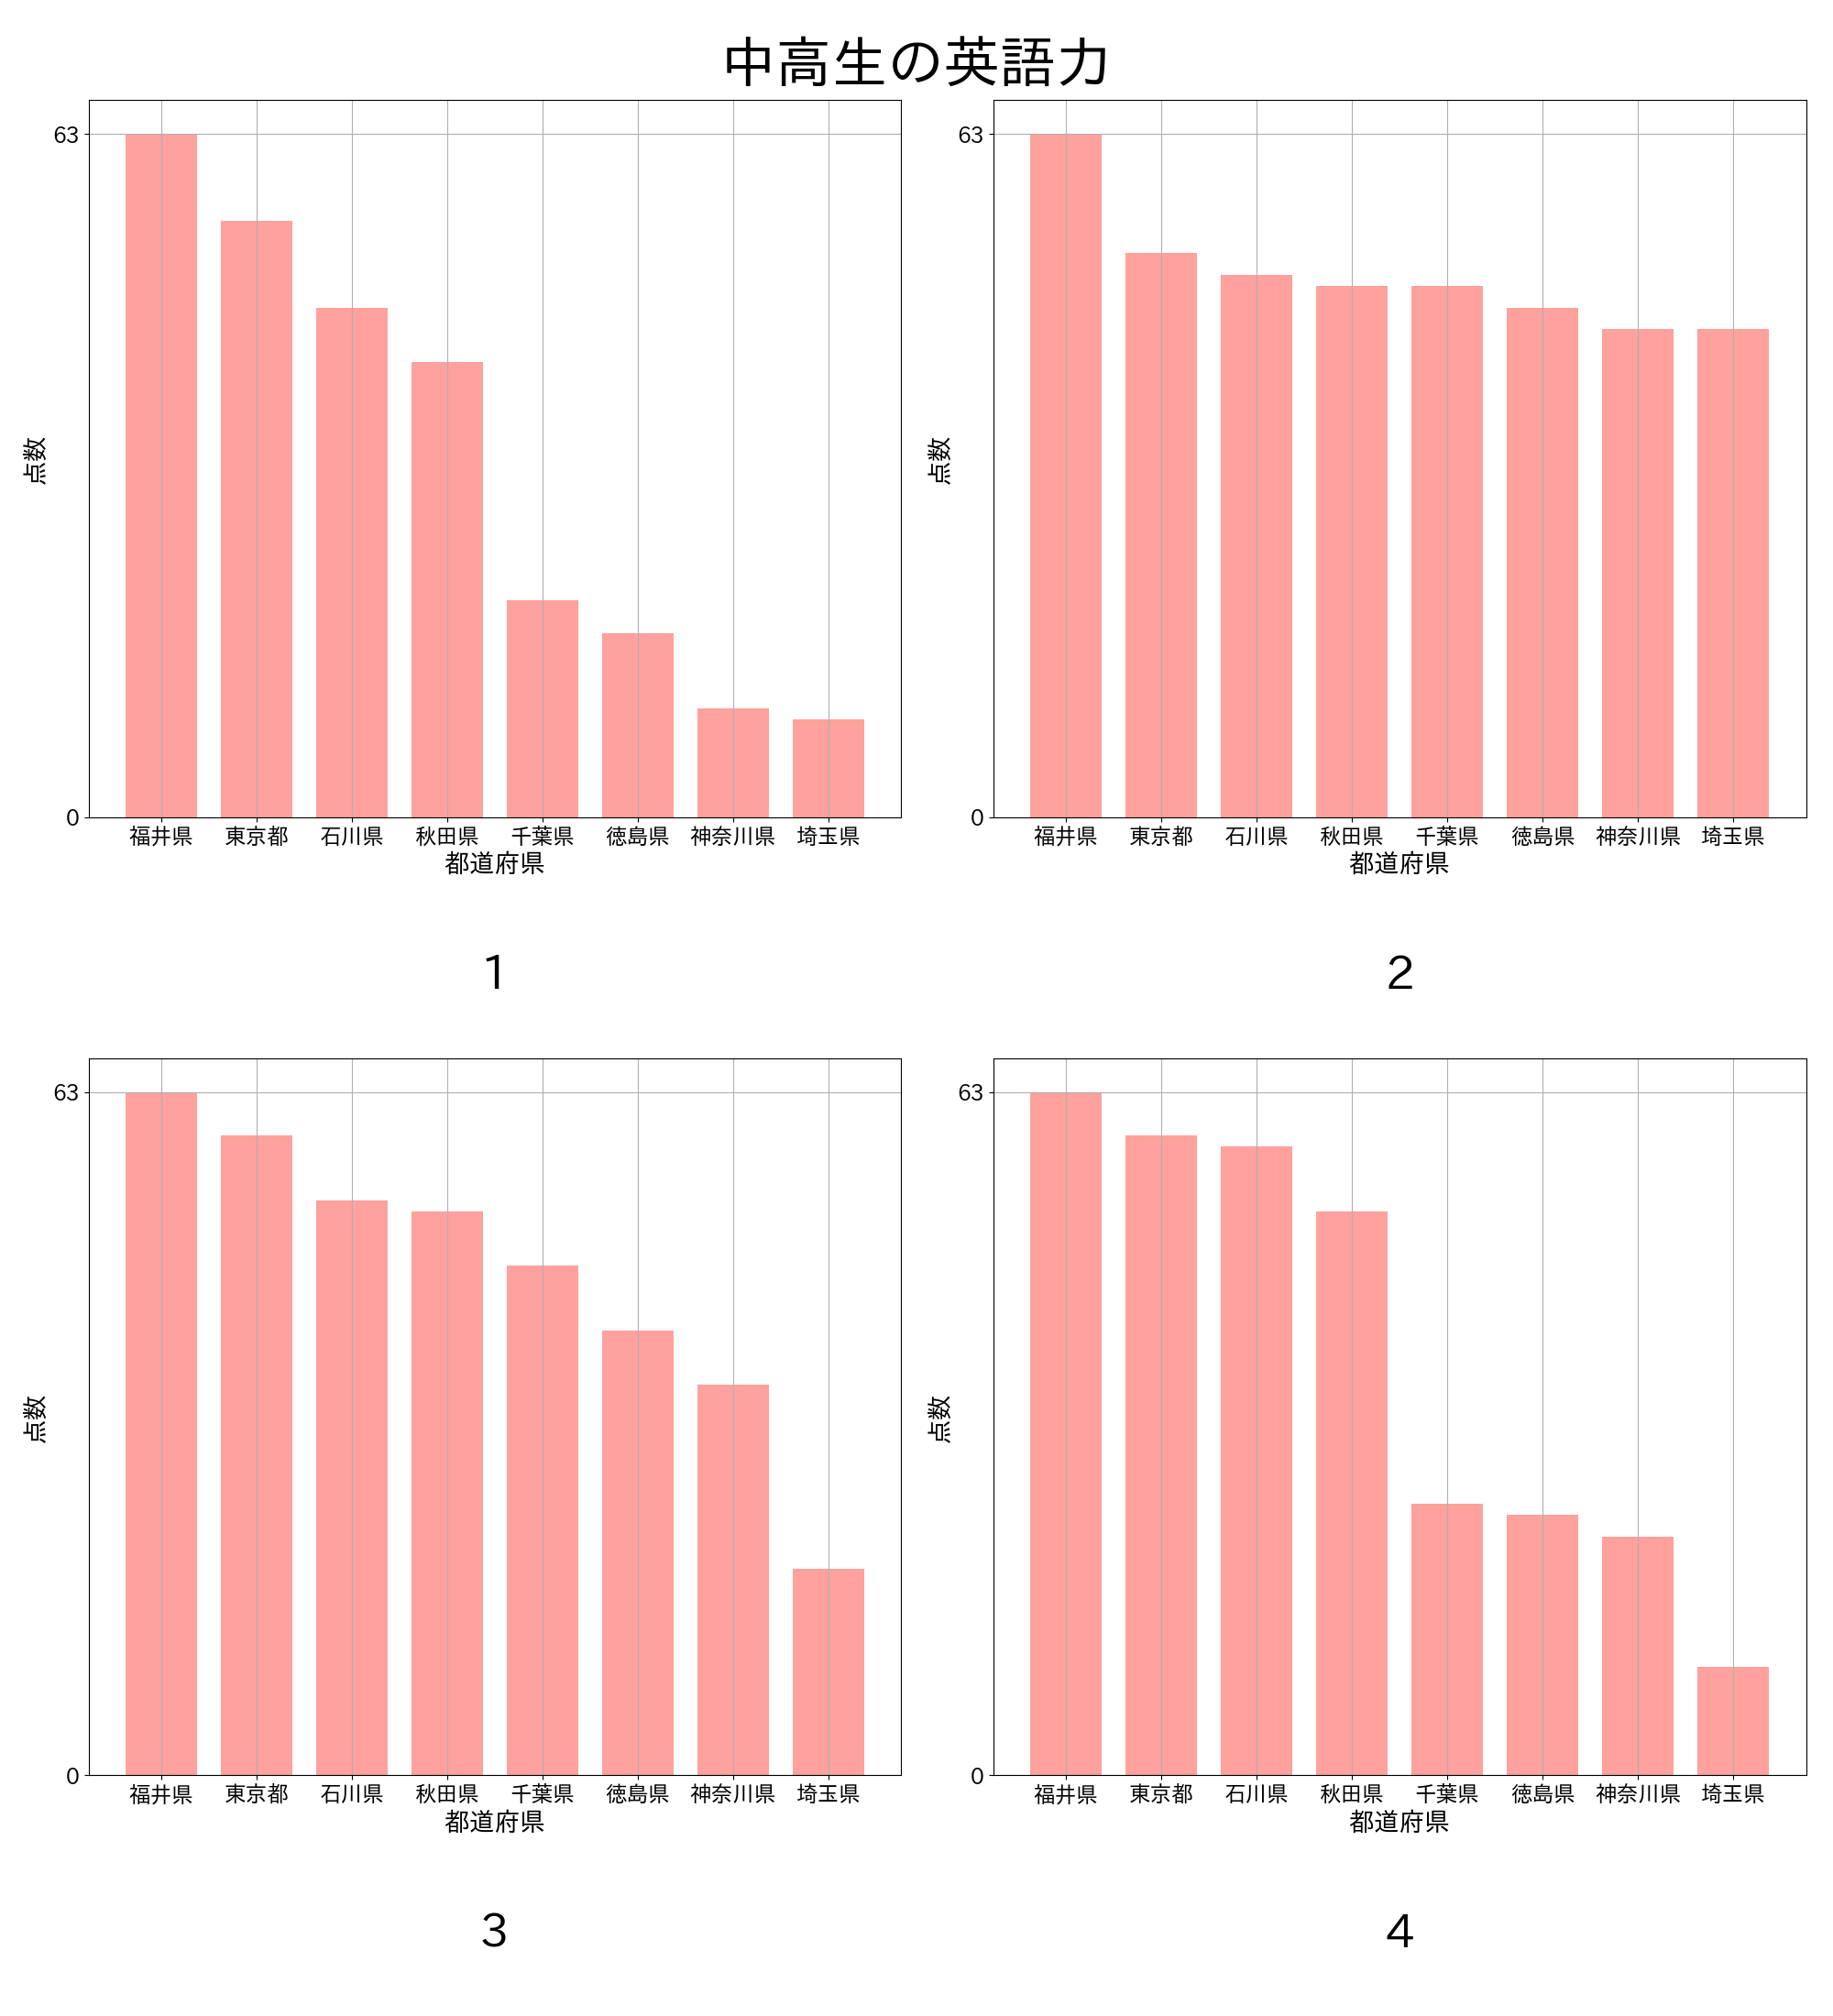 中高生の英語力
63
点数
0
福井県 東京都 石川県 秋田県 千葉県 徳島県 神奈川県 埼玉県
都道府県
1
63
点数
0
福井県 東京都 石川県 秋田県 千葉県 徳島県 神奈川県 埼玉県
都道府県
2
63
点数
0
福井県 東京都 石川県 秋田県 千葉県 徳島県 神奈川県 埼玉県
都道府県
3
63
点数
0
福井県 東京都 石川県 秋田県 千葉県 徳島県 神奈川県 埼玉県
都道府県
4